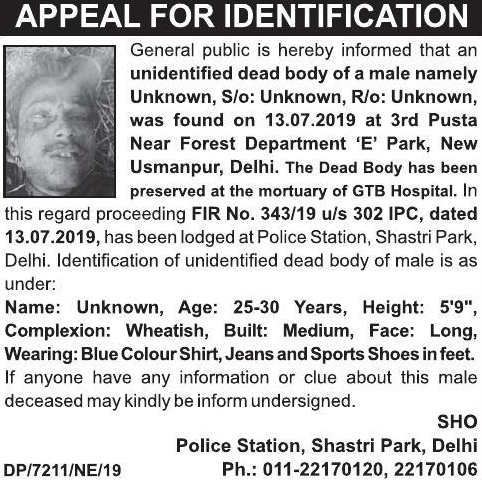 APPEAL FOR IDENTIFICATION
General public is hereby informed that an
unidentified dead body of a male namely
Unknown, S/o: Unknown, R/o: Unknown,
was found on 13.07.2019 at 3rd Pusta
Near Forest Department ‘E’ Park, New
Usmanpur, Delhi. The Dead Body has been
preserved at the mortuary of GTB Hospital. In
this regard proceeding FIR No. 343/19 u/s 302 IPC, dated
13.07.2019, has been lodged at Police Station, Shastri Park,
Delhi. Identification of unidentified dead body of male is as
under:
Name: Unknown, Age: 25-30 Years, Height: 5'9",
Complexion: Wheatish, Built: Medium, Face: Long,
Wearing: Blue Colour Shirt, Jeans and Sports Shoes in feet.
If anyone have any information or clue about this male
deceased may kindly be inform undersigned.
SHO
Police Station, Shastri Park, Delhi
DP/7211/NE/19 Ph.: 011-22170120, 22170106